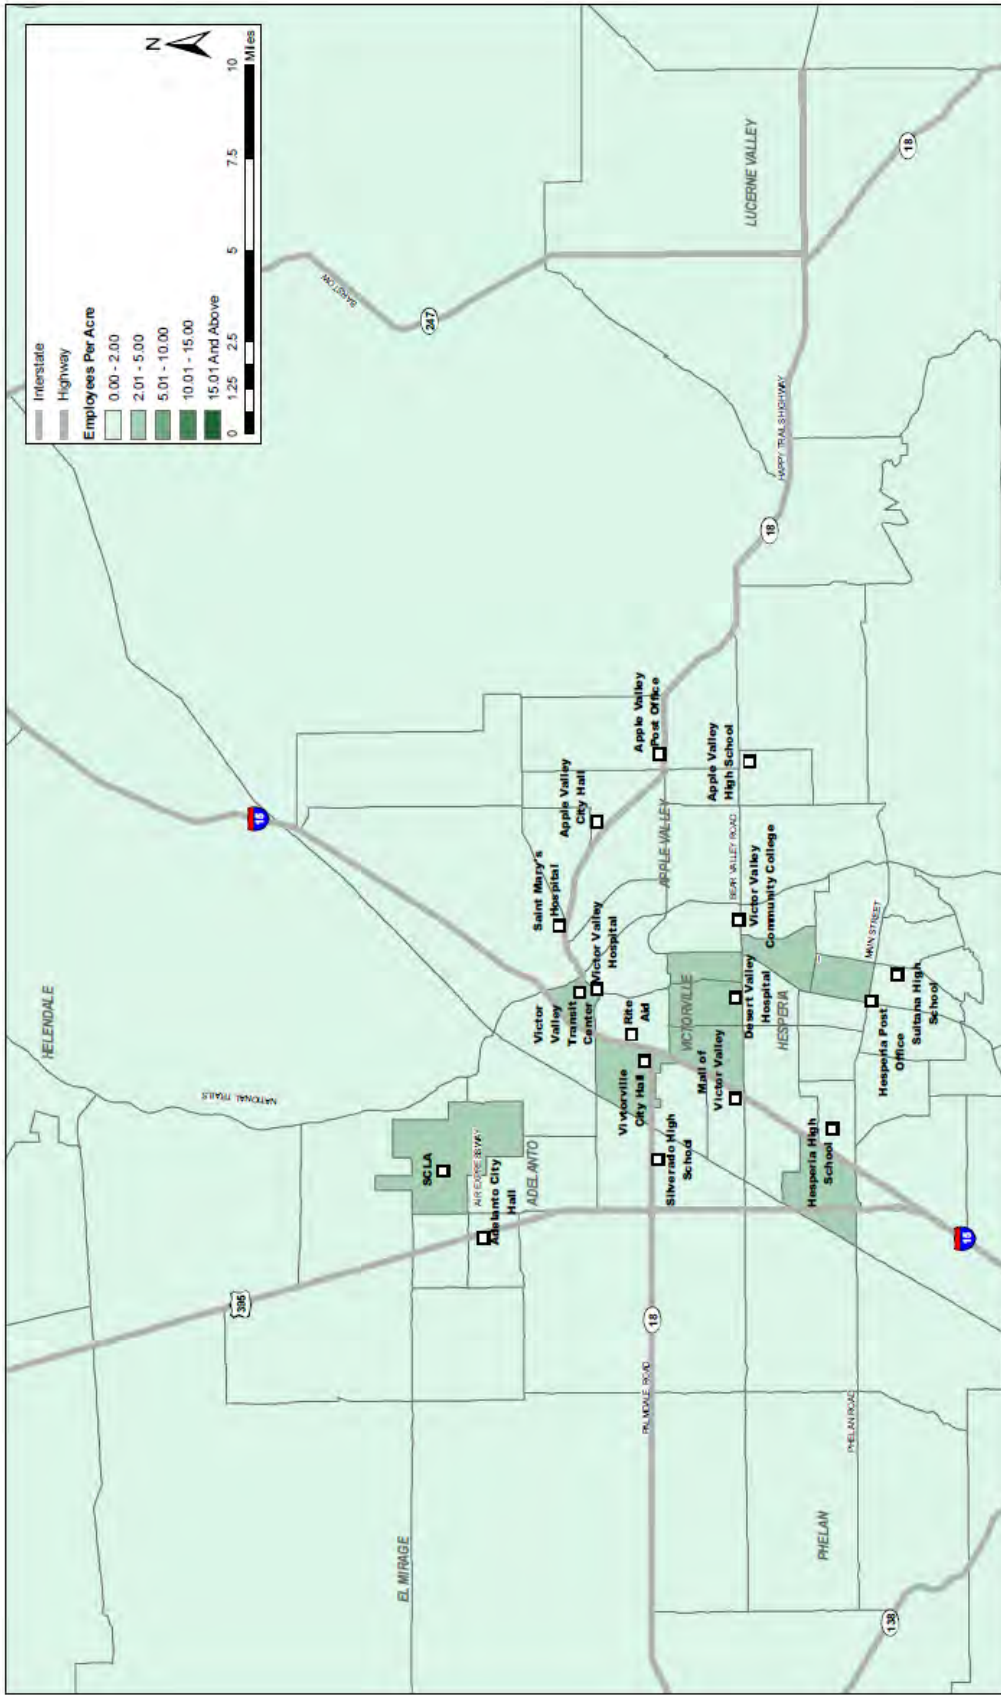 N
Interstate
Highway
Employees Per Acre
0.00 - 2.00
2.01 - 5.00
5.01 - 10.00
10.01 - 15.00
15.01 And Above
0 1.25 2.5 5 7.5 10
Miles
HELENDALE
NATIONAL TRAILS
15
BARSTOW
247
LUCERNE VALLEY
18
HAPPY TRAILS HIGHWAY
18
395
EL MIRAGE
SCLA
AIR EXPRESSWAY
Adelanto City
Hall
ADELANTO
Victor
Valley
Transit
Center
Saint Mary's
Hospital
Victor Valley
Hospital
Apple Valley
City Hall
Apple Valley
Post Office
APPLE VALLEY
Rite
Aid
Victorville
City Hall
VICTORVILLE
Silverado High
School
Mall of
Victor Valley
Desert Valley
Hospital
BEAR VALLEY ROAD
Victor Valley
Community College
Apple Valley
High School
HESPERIA
PALMDALE ROAD
18
Hesperia High
School
MAIN STREET
Hesperia Post
Office
Sultana High
School
PHELAN ROAD
PHELAN
138
15